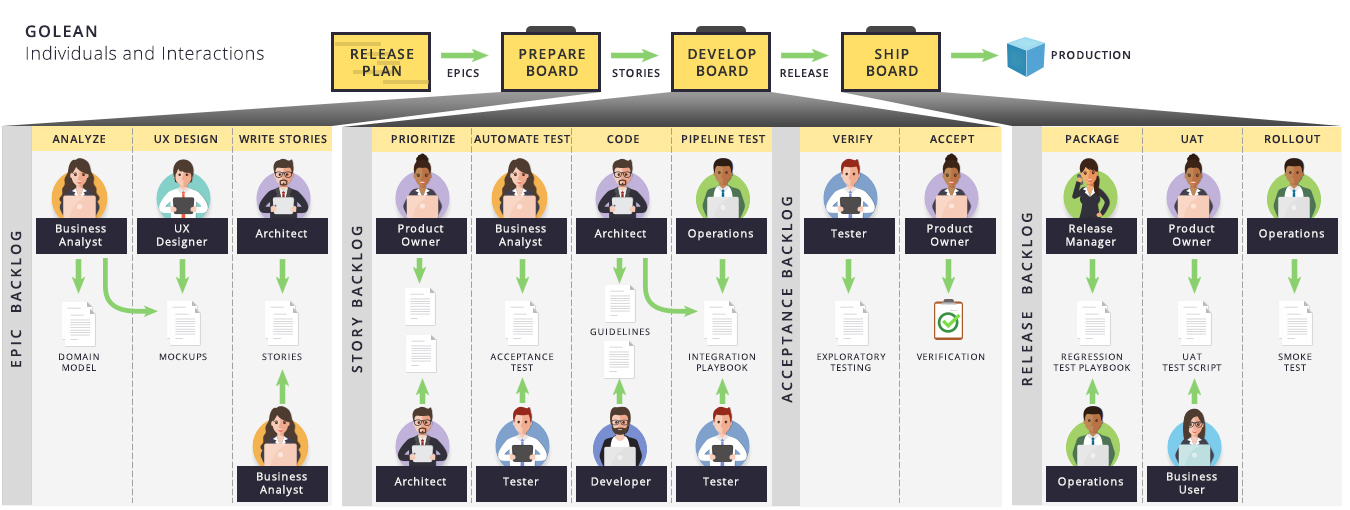 GOLEAN
Individuals and Interactions
RELEASE
PLAN
EPICS
PREPARE
BOARD
STORIES
DEVELOP
BOARD
RELEASE
SHIP
BOARD
PRODUCTION
EPIC BACKLOG
ANALYZE
UX DESIGN
WRITE STORIES
Business
Analyst
UX
Designer
Architect
DOMAIN
MODEL
MOCKUPS
STORIES
Business
Analyst
STORY BACKLOG
PRIORITIZE
AUTOMATE TEST
CODE
PIPELINE TEST
Product
Owner
Business
Analyst
Architect
Operations
GUIDELINES
ACCEPTANCE
TEST
INTEGRATION
PLAYBOOK
Architect
Tester
Developer
Tester
ACCEPTANCE BACKLOG
VERIFY
ACCEPT
Tester
Product
Owner
EXPLORATORY
TESTING
VERIFICATION
RELEASE BACKLOG
PACKAGE
UAT
ROLLOUT
Release
Manager
Product
Owner
Operations
REGRESSION
TEST PLAYBOOK
UAT
TEST SCRIPT
SMOKE
TEST
Operations
Business
User